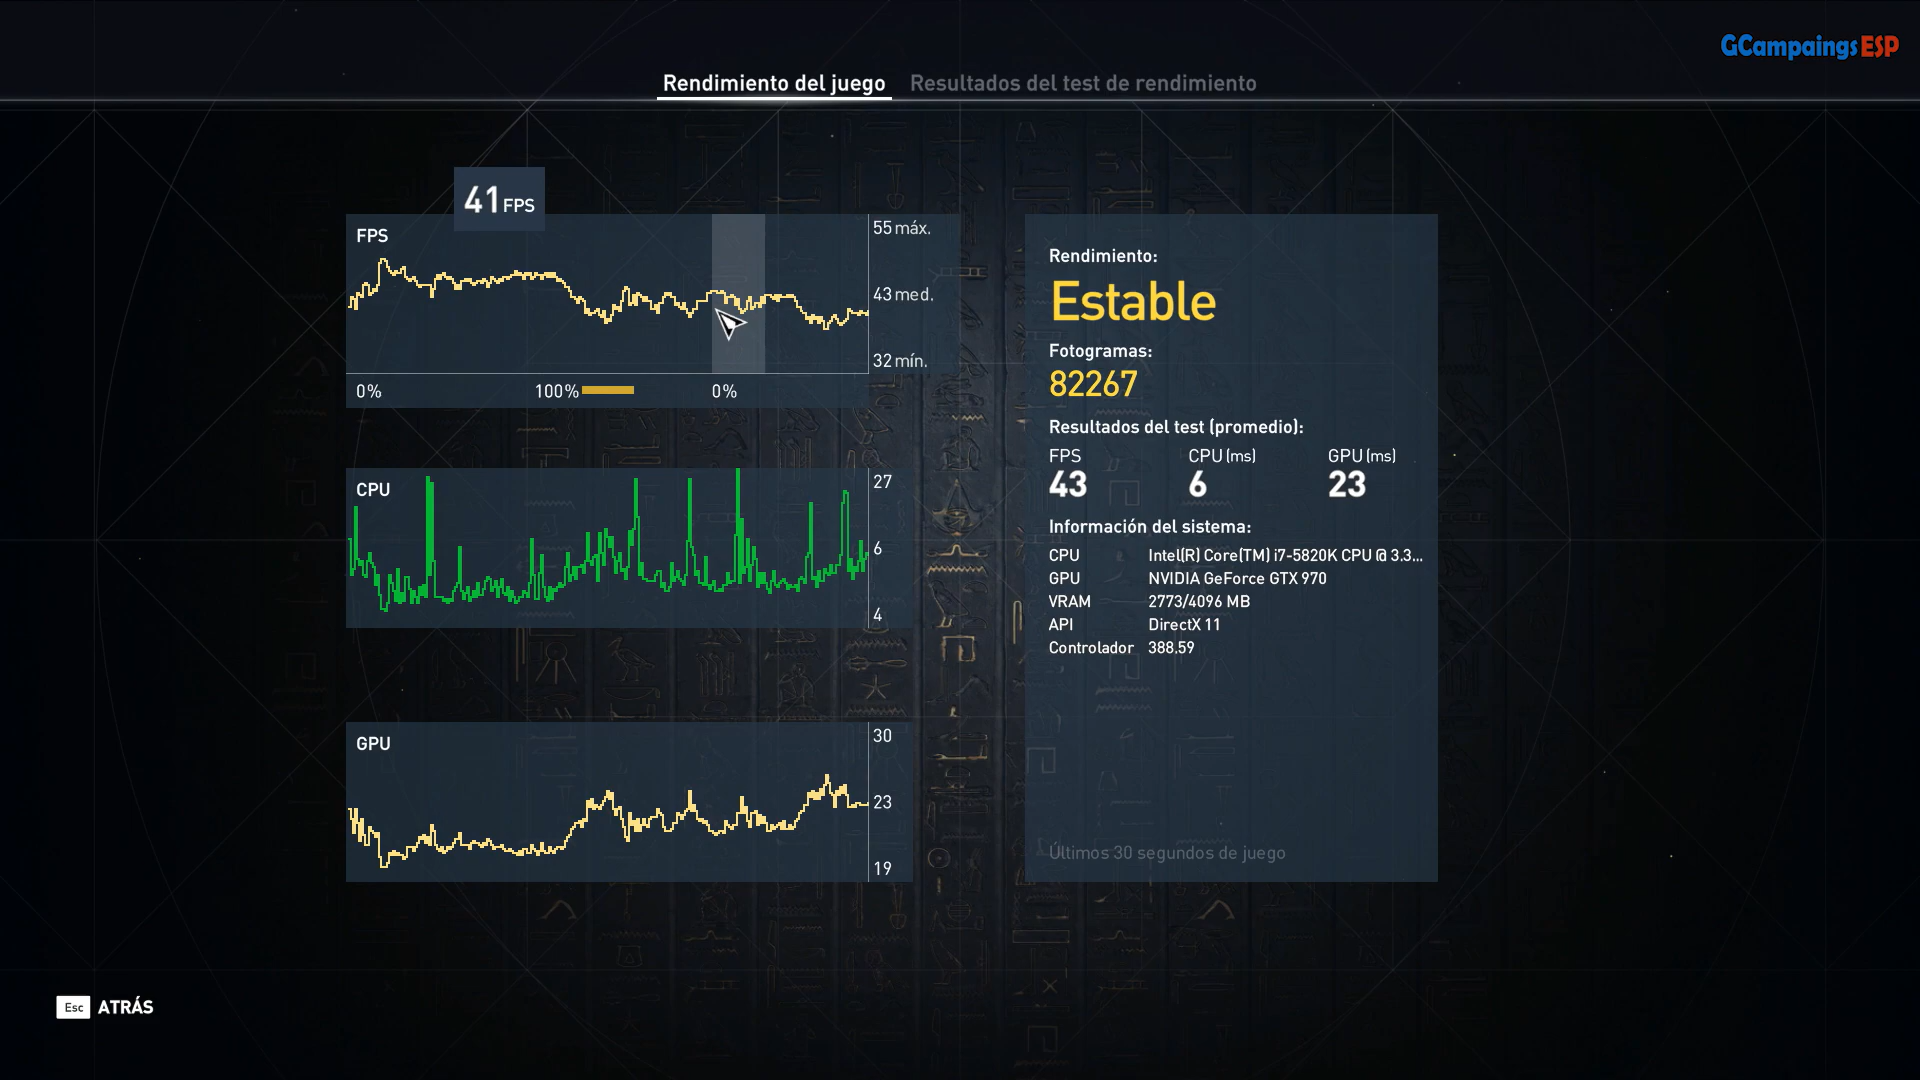 GCampaingsESP
Rendimiento del juego Resultados del test de rendimiento
41 FPS
FPS
55 máx.
43 med.
32 mín.
0% 100% 0%
CPU
27
6
4
GPU
30
23
19
Rendimiento:
Estable
Fotogramas:
82267
Resultados del test (promedio):
FPS CPU (ms) GPU (ms)
43 6 23
Información del sistema:
CPU Intel(R) Core(TM) i7-5820K CPU @ 3.3...
GPU NVIDIA GeForce GTX 970
VRAM 2773/4096 MB
API DirectX 11
Controlador 388.59
Últimos 30 segundos de juego
Esc ATRÁS